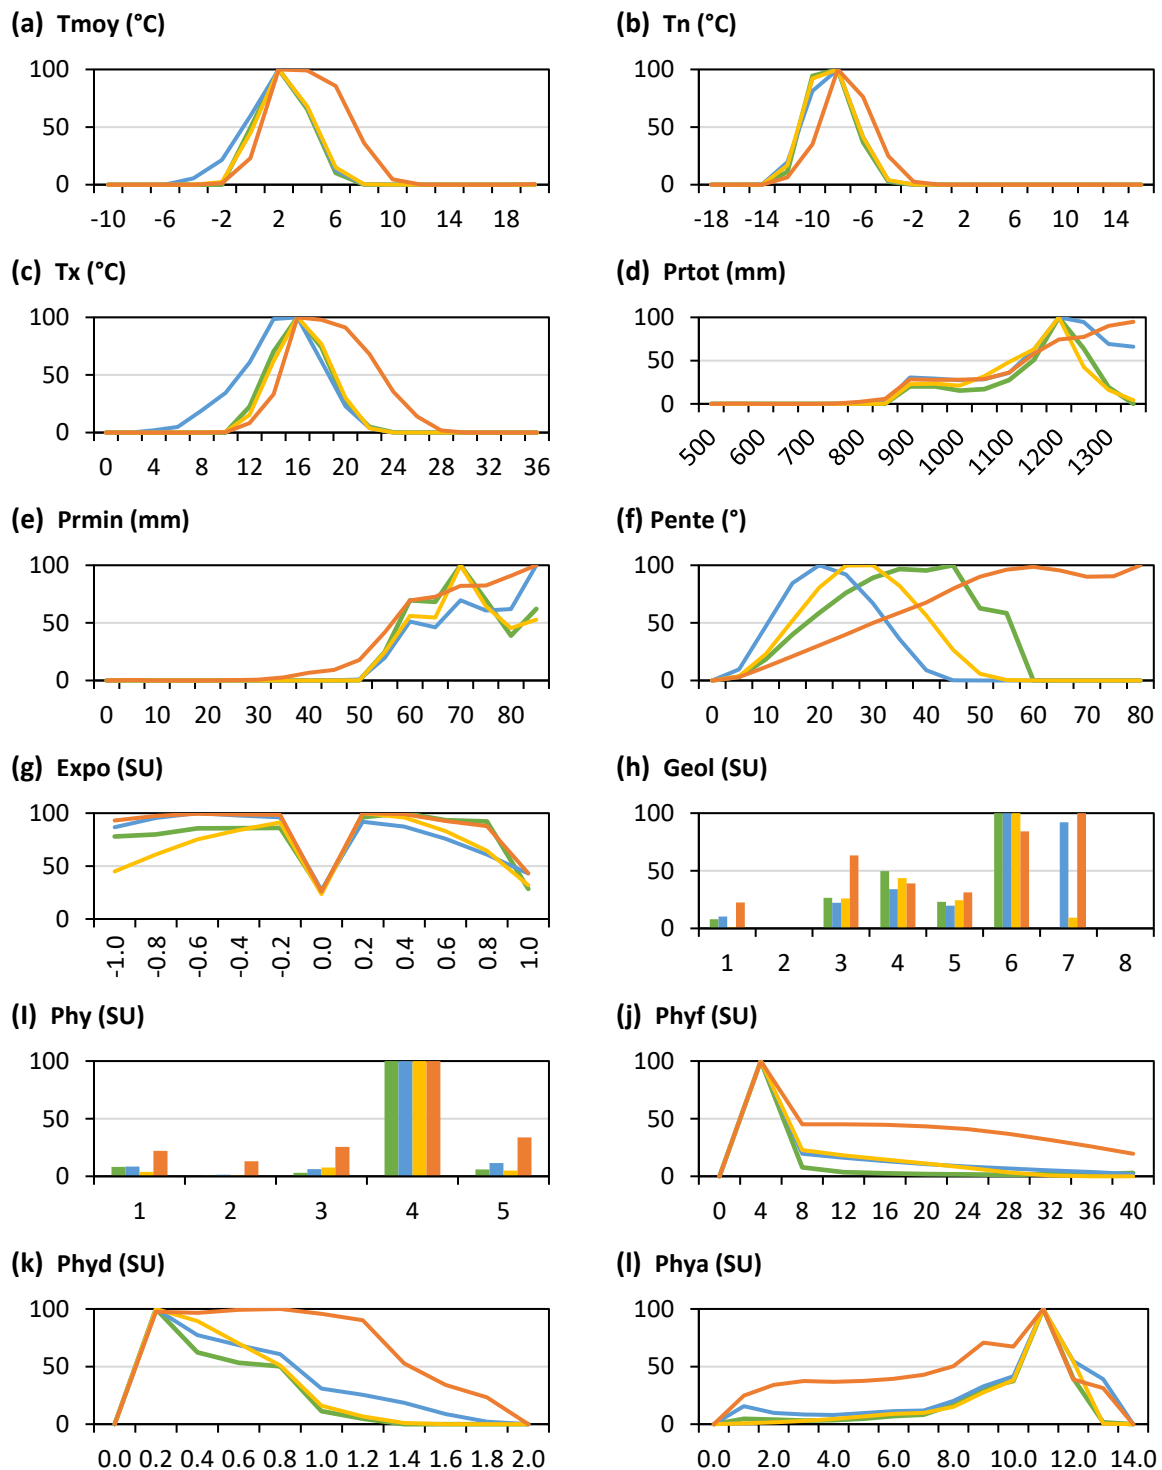 (a) Tmoy (°C)
100
50
0
-10 -6 -2 2 6 10 14 18
(b) Tn (°C)
100
50
0
-18 -14 -10 -6 -2 2 6 10 14
(c) Tx (°C)
100
50
0
0 4 8 12 16 20 24 28 32 36
(d) Prtot (mm)
100
50
0
500 600 700 800 900 1000 1100 1200 1300
(e) Prmin (mm)
100
50
0
0 10 20 30 40 50 60 70 80
(f) Pente (°)
100
50
0
0 10 20 30 40 50 60 70 80
(g) Expo (SU)
100
50
0
-1.0 -0.8 -0.6 -0.4 -0.2 0.0 0.2 0.4 0.6 0.8 1.0
(h) Geol (SU)
100
50
0
1 2 3 4 5 6 7 8
(I) Phy (SU)
100
50
0
1 2 3 4 5
(j) Phyf (SU)
100
50
0
0 4 8 12 16 20 24 28 32 36 40
(k) Phyd (SU)
100
50
0
0.0 0.2 0.4 0.6 0.8 1.0 1.2 1.4 1.6 1.8 2.0
(l) Phya (SU)
100
50
0
0.0 2.0 4.0 6.0 8.0 10.0 12.0 14.0